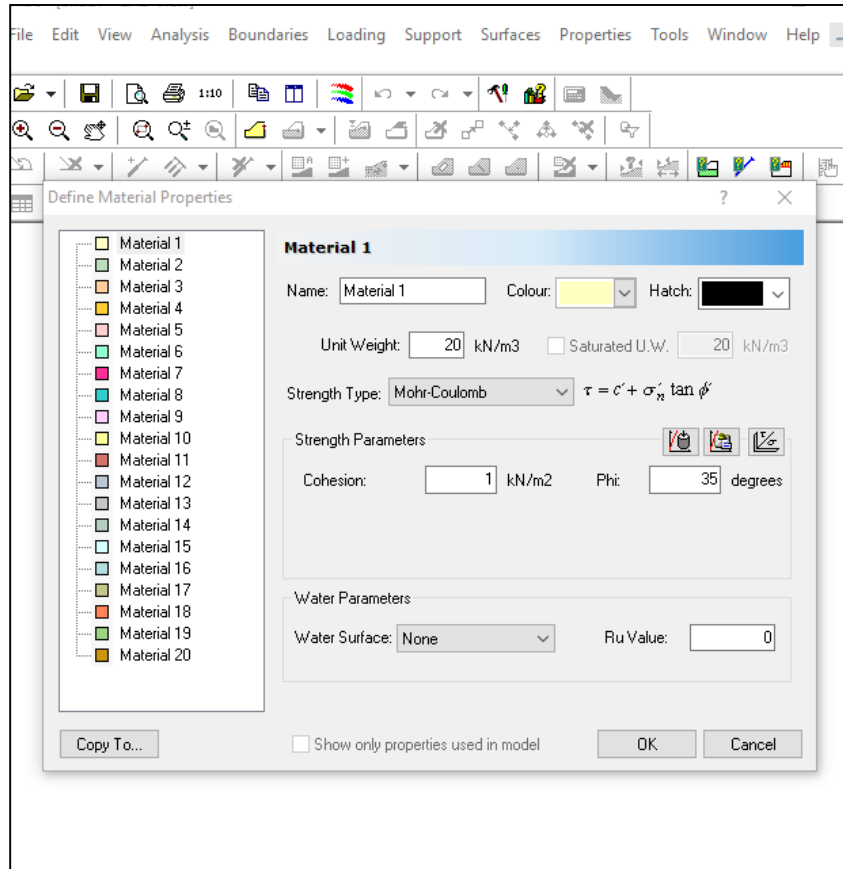 File Edit View Analysis Boundaries Loading Support Surfaces Properties Tools Window Help
1:10
Define Material Properties ?
Material 1
Material 2
Material 3
Material 4
Material 5
Material 6
Material 7
Material 8
Material 9
Material 10
Material 11
Material 12
Material 13
Material 14
Material 15
Material 16
Material 17
Material 18
Material 19
Material 20
Material 1
Name: Material 1 Colour: Hatch:
Unit Weight: 20 kN/m3 Saturated U.W. 20 kN/m3
Strength Type: Mohr-Coulomb τ = c′ + σ′n tan ϕ′
Strength Parameters
Cohesion: 1 kN/m2 Phi: 35 degrees
Water Parameters
Water Surface: None Ru Value: 0
Copy To... Show only properties used in model OK Cancel